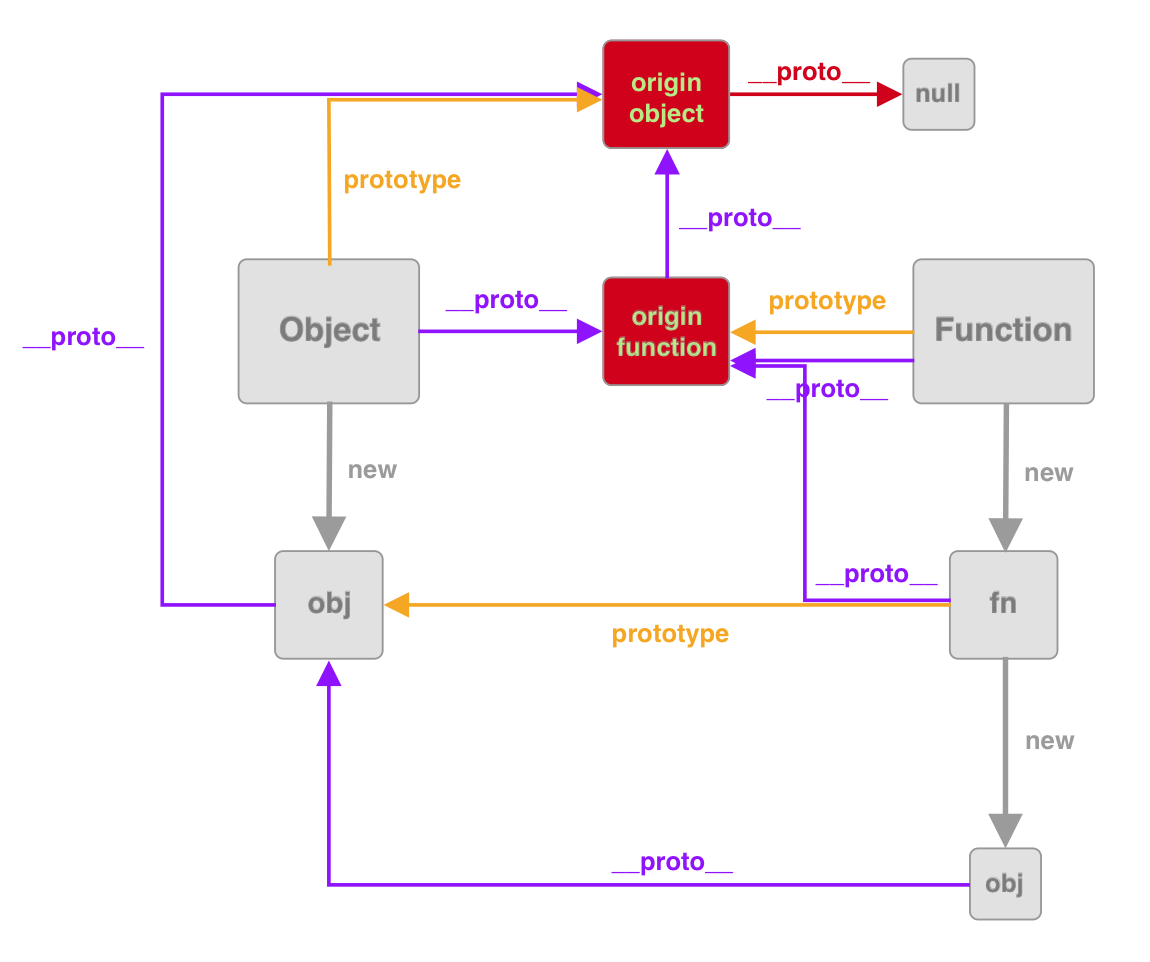 origin
object
__proto__
null
prototype
__proto__
Object
__proto__
origin
function
prototype
Function
__proto__
__proto__
new
new
obj
__proto__
fn
prototype
new
__proto__
obj